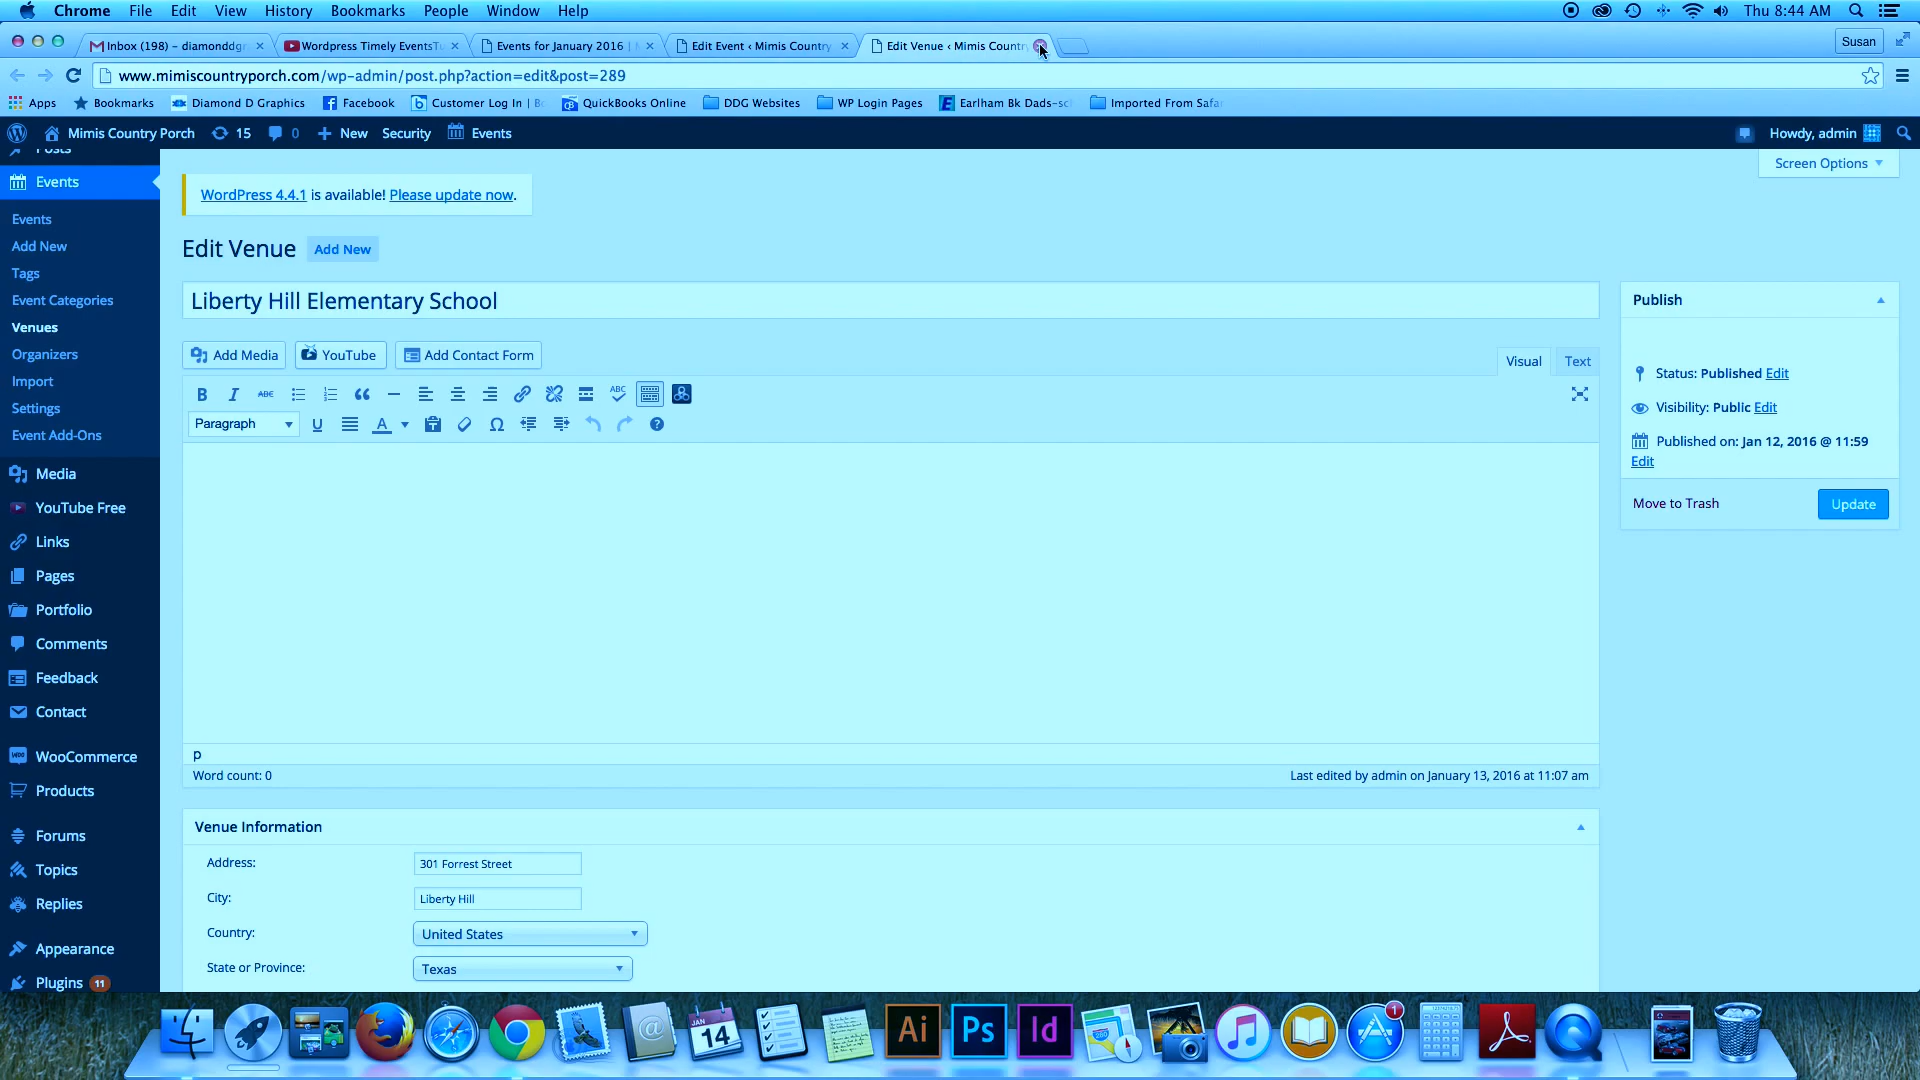 Chrome File Edit View History Bookmarks People Window Help Thu 8:44 AM
Inbox (198) – diamonddgr Wordpress Timely EventsTu Events for January 2016 | M Edit Event ‹ Mimis Country Edit Venue ‹ Mimis Countr Susan
www.mimiscountryporch.com/wp-admin/post.php?action=edit&post=289
Apps Bookmarks Diamond D Graphics Facebook Customer Log In | Bo QuickBooks Online DDG Websites WP Login Pages Earlham Bk Dads-sc Imported From Safar
Mimis Country Porch 15 0 New Security Events Howdy, admin
Posts
Screen Options
Events
WordPress 4.4.1 is available! Please update now.
Events
Add New
Tags
Event Categories
Venues
Organizers
Import
Settings
Event Add-Ons
Media
YouTube Free
Links
Pages
Portfolio
Comments
Feedback
Contact
WooCommerce
Products
Forums
Topics
Replies
Appearance
Plugins 11
Edit Venue Add New
Liberty Hill Elementary School
Add Media YouTube Add Contact Form Visual Text
B I ABC ABC
Paragraph U A Ω
p
Word count: 0 Last edited by admin on January 13, 2016 at 11:07 am
Publish
Status: Published Edit
Visibility: Public Edit
Published on: Jan 12, 2016 @ 11:59
Edit
Move to Trash Update
Venue Information
Address: 301 Forrest Street
City: Liberty Hill
Country: United States
State or Province: Texas
JAN 14 Ai Ps Id 1